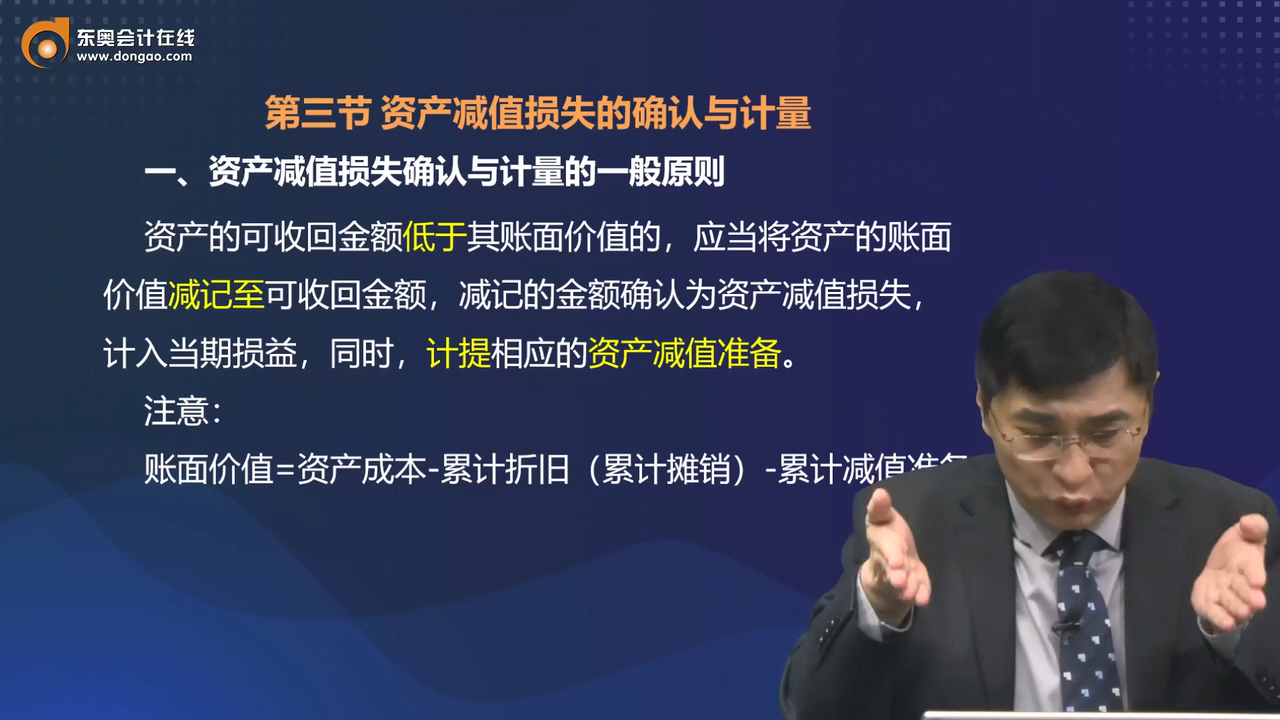 东奥会计在线
www.dongao.com
第三节 资产减值损失的确认与计量
一、资产减值损失确认与计量的一般原则
资产的可收回金额低于其账面价值的，应当将资产的账面
价值减记至可收回金额，减记的金额确认为资产减值损失，
计入当期损益，同时，计提相应的资产减值准备。
注意：
账面价值=资产成本-累计折旧（累计摊销）-累计减值准备